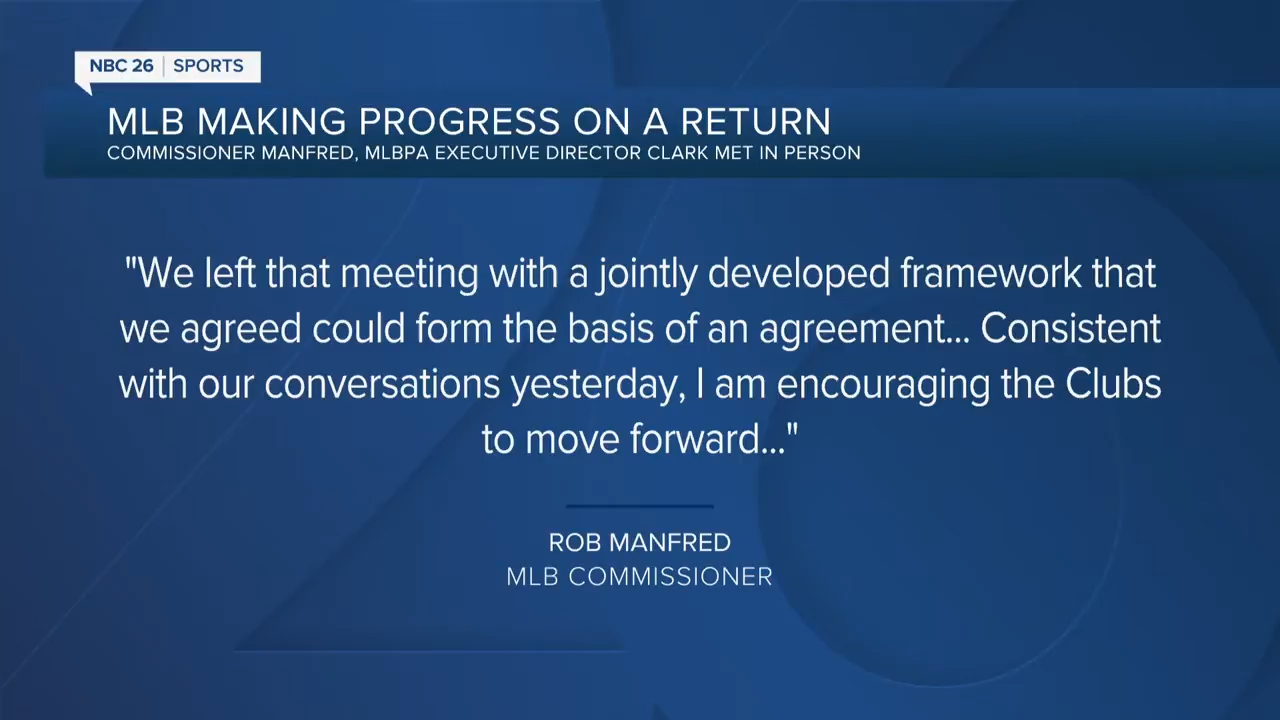 NBC 26 | SPORTS
MLB MAKING PROGRESS ON A RETURN
COMMISSIONER MANFRED, MLBPA EXECUTIVE DIRECTOR CLARK MET IN PERSON
"We left that meeting with a jointly developed framework that
we agreed could form the basis of an agreement... Consistent
with our conversations yesterday, I am encouraging the Clubs
to move forward..."
ROB MANFRED
MLB COMMISSIONER